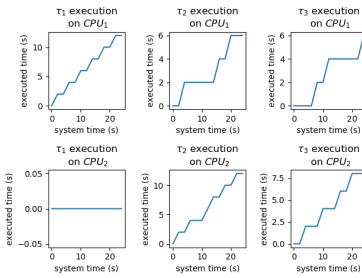 τ1 execution
on CPU1
τ2 execution
on CPU1
τ3 execution
on CPU1
executed time (s)
10
5
0
0
10
20
system time (s)
executed time (s)
6
4
2
0
0
10
20
system time (s)
executed time (s)
6
4
2
0
0
10
20
system time (s)
τ1 execution
on CPU2
τ2 execution
on CPU2
τ3 execution
on CPU2
executed time (s)
0.05
0.00
−0.05
0
10
20
system time (s)
executed time (s)
10
5
0
0
10
20
system time (s)
executed time (s)
7.5
5.0
2.5
0.0
0
10
20
system time (s)